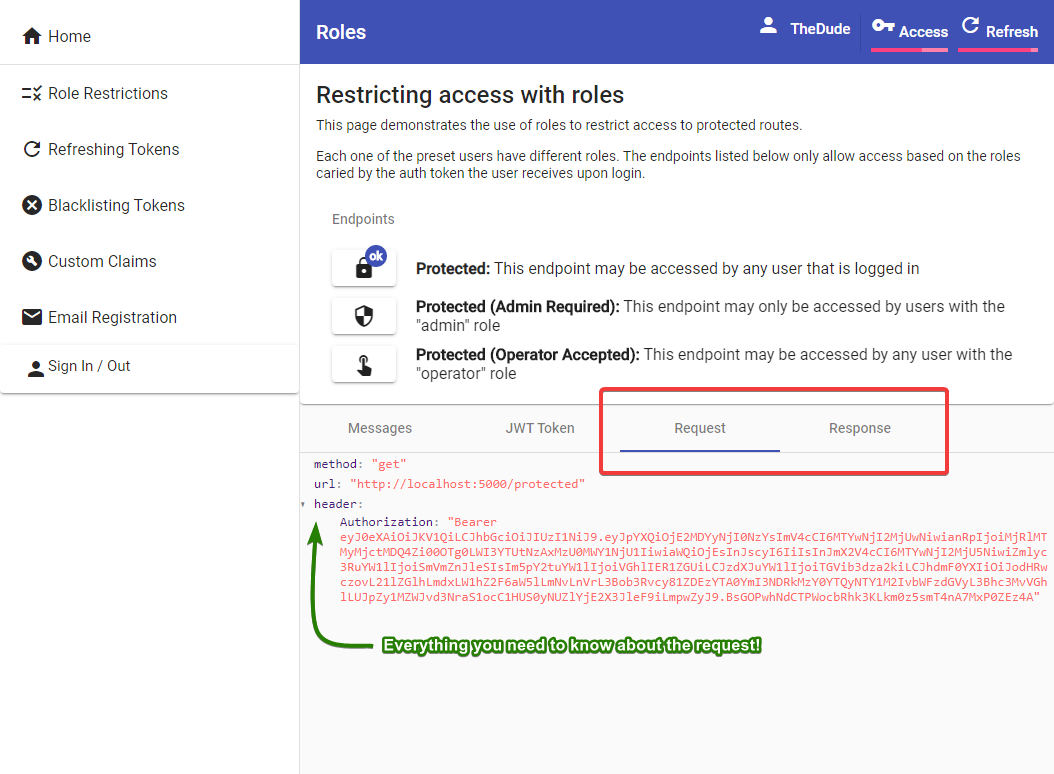 Home
Role Restrictions
Refreshing Tokens
Blacklisting Tokens
Custom Claims
Email Registration
Sign In / Out
Roles
TheDude
Access
Refresh
Restricting access with roles
This page demonstrates the use of roles to restrict access to protected routes.
Each one of the preset users have different roles. The endpoints listed below only allow access based on the roles
caried by the auth token the user receives upon login.
Endpoints
ok
Protected: This endpoint may be accessed by any user that is logged in
Protected (Admin Required): This endpoint may only be accessed by users with the
"admin" role
Protected (Operator Accepted): This endpoint may be accessed by any user with the
"operator" role
Messages
JWT Token
Request
Response
method: "get"
url: "http://localhost:5000/protected"
header:
Authorization: "Bearer
Everything you need to know about the request!